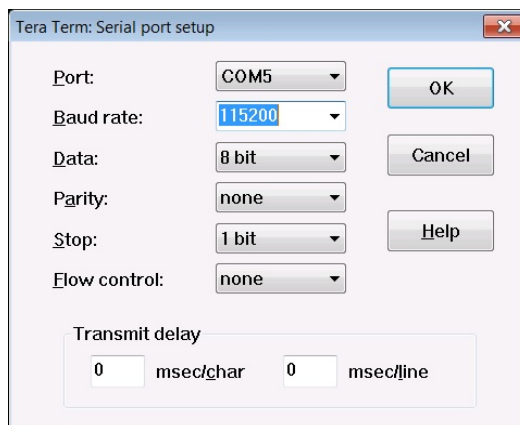 Tera Term: Serial port setup
Port: COM5 OK
Baud rate: 115200
Data: 8 bit Cancel
Parity: none
Stop: 1 bit Help
Flow control: none
Transmit delay
0 msec/char 0 msec/line